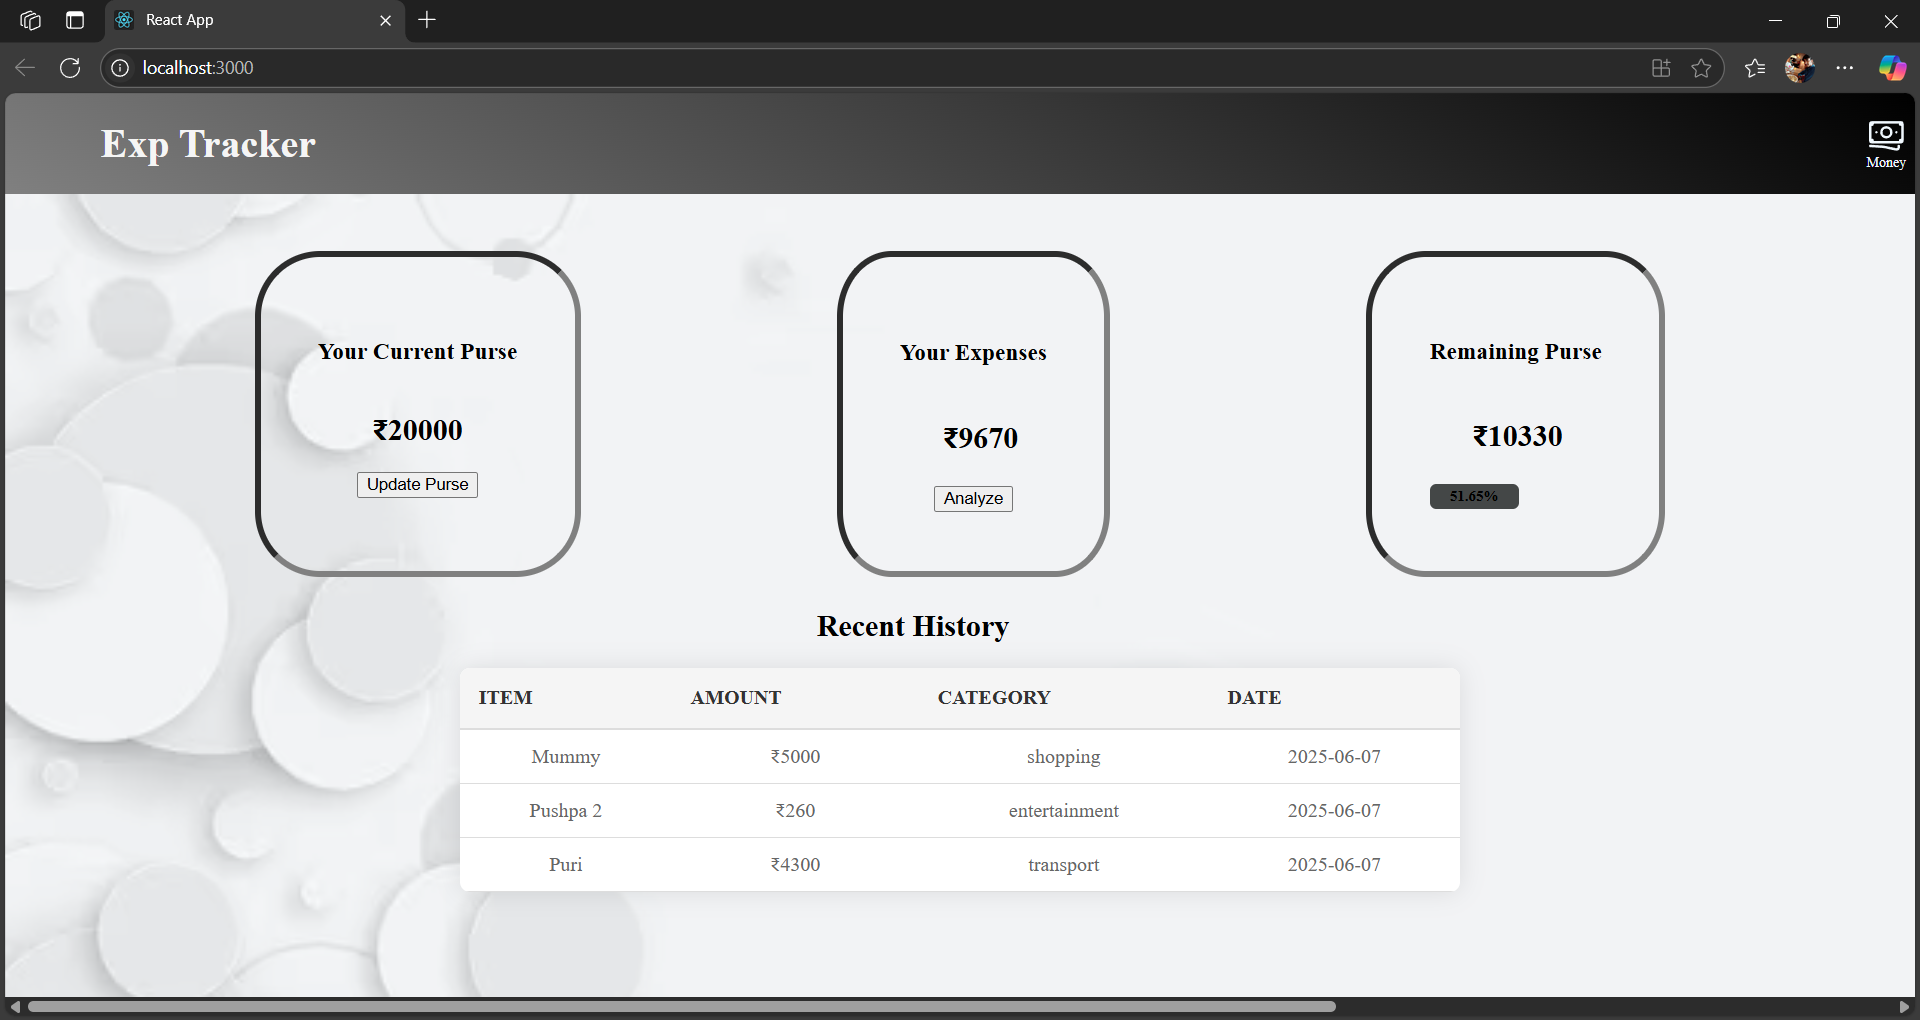 React App
localhost:3000
Exp Tracker
Money
Your Current Purse
₹20000
Update Purse
Your Expenses
₹9670
Analyze
Remaining Purse
₹10330
51.65%
Recent History
ITEM AMOUNT CATEGORY DATE
Mummy ₹5000 shopping 2025-06-07
Pushpa 2 ₹260 entertainment 2025-06-07
Puri ₹4300 transport 2025-06-07